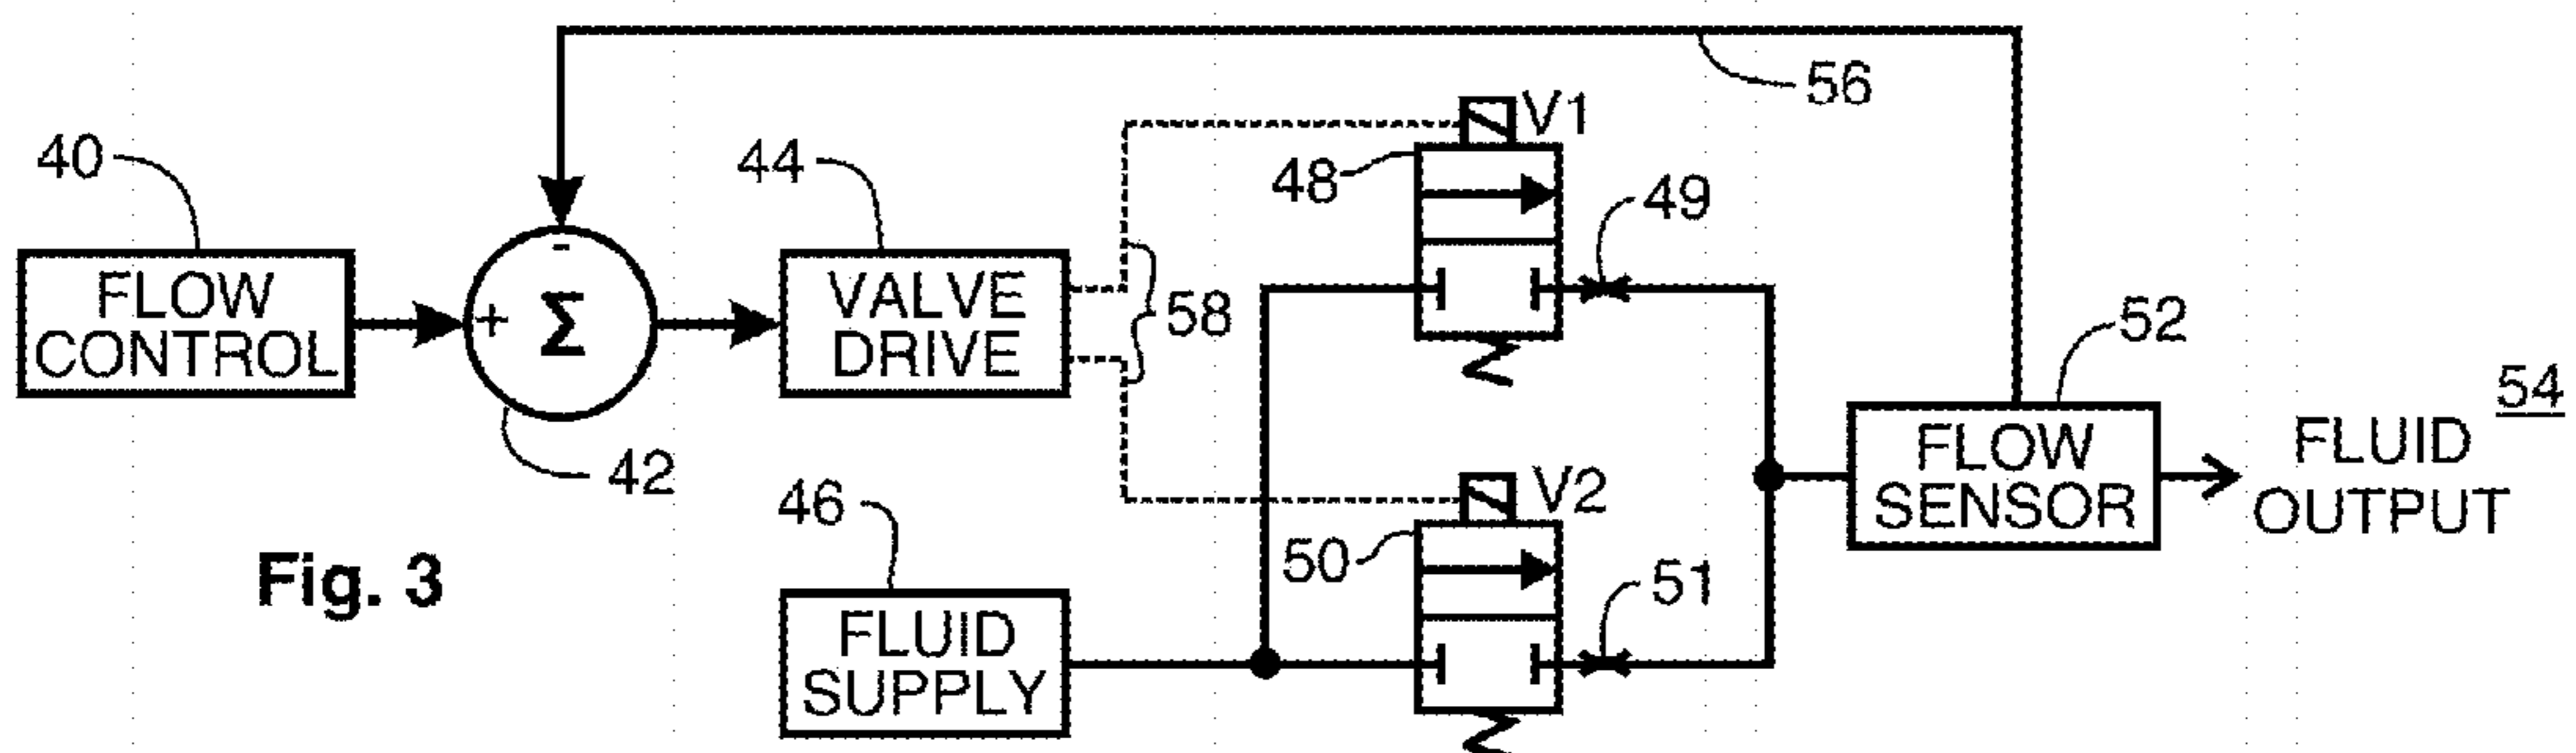 56
V1
40
44
48
49
FLOW
CONTROL
-
+
Σ
VALVE
DRIVE
58
52
54
42
46
V2
FLOW
SENSOR
FLUID
OUTPUT
50
51
Fig. 3
FLUID
SUPPLY